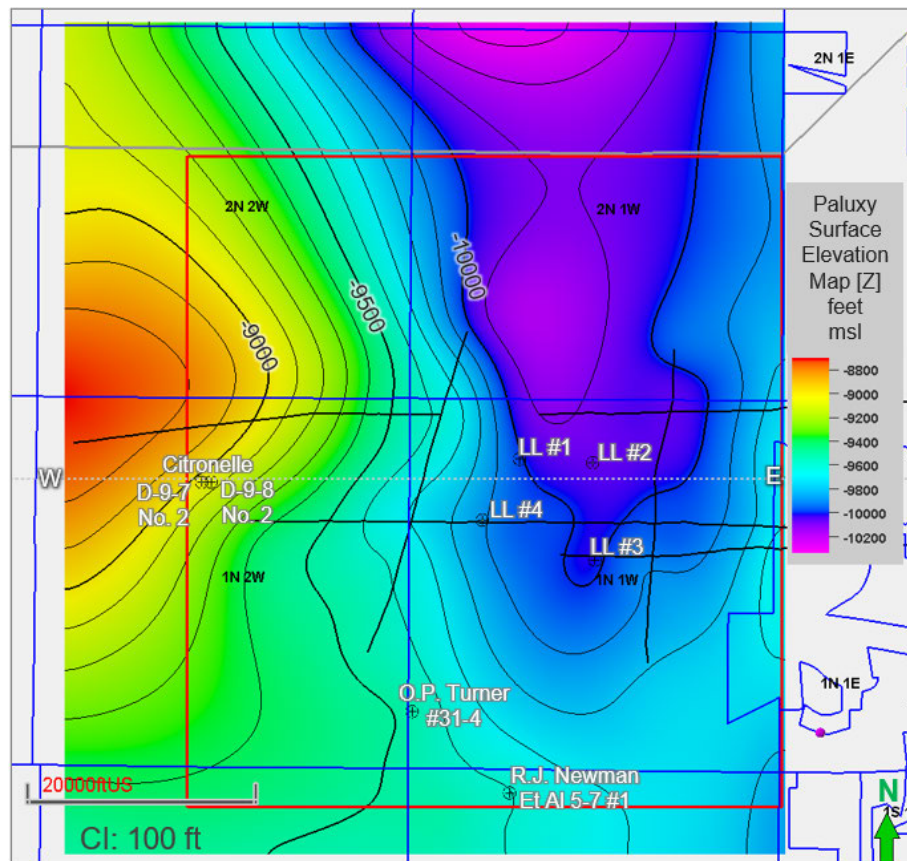 2N 1E
2N 2W
2N 1W
Paluxy
Surface
Elevation
Map [Z]
feet
msl
-10000
-9500
-9000
-8800
-9000
-9200
-9400
-9600
-9800
-10000
-10200
LL #1
LL #2
Citronelle
W
E
D-9-7
No. 2
D-9-8
No. 2
LL #4
LL #3
1N 2W
1N 1W
1N 1E
O.P. Turner
#31-4
R.J. Newman
Et Al 5-7 #1
20000ftUS
N
CI: 100 ft